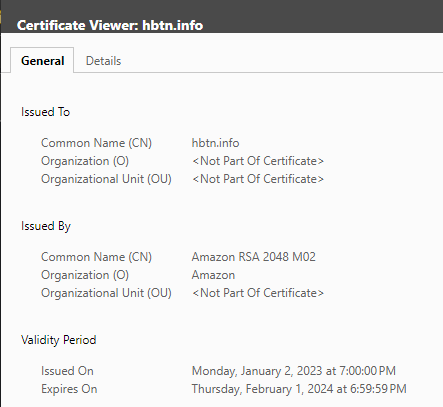 Certificate Viewer: hbtn.info
General Details
Issued To
Common Name (CN) hbtn.info
Organization (O) <Not Part Of Certificate>
Organizational Unit (OU) <Not Part Of Certificate>
Issued By
Common Name (CN) Amazon RSA 2048 M02
Organization (O) Amazon
Organizational Unit (OU) <Not Part Of Certificate>
Validity Period
Issued On Monday, January 2, 2023 at 7:00:00 PM
Expires On Thursday, February 1, 2024 at 6:59:59 PM